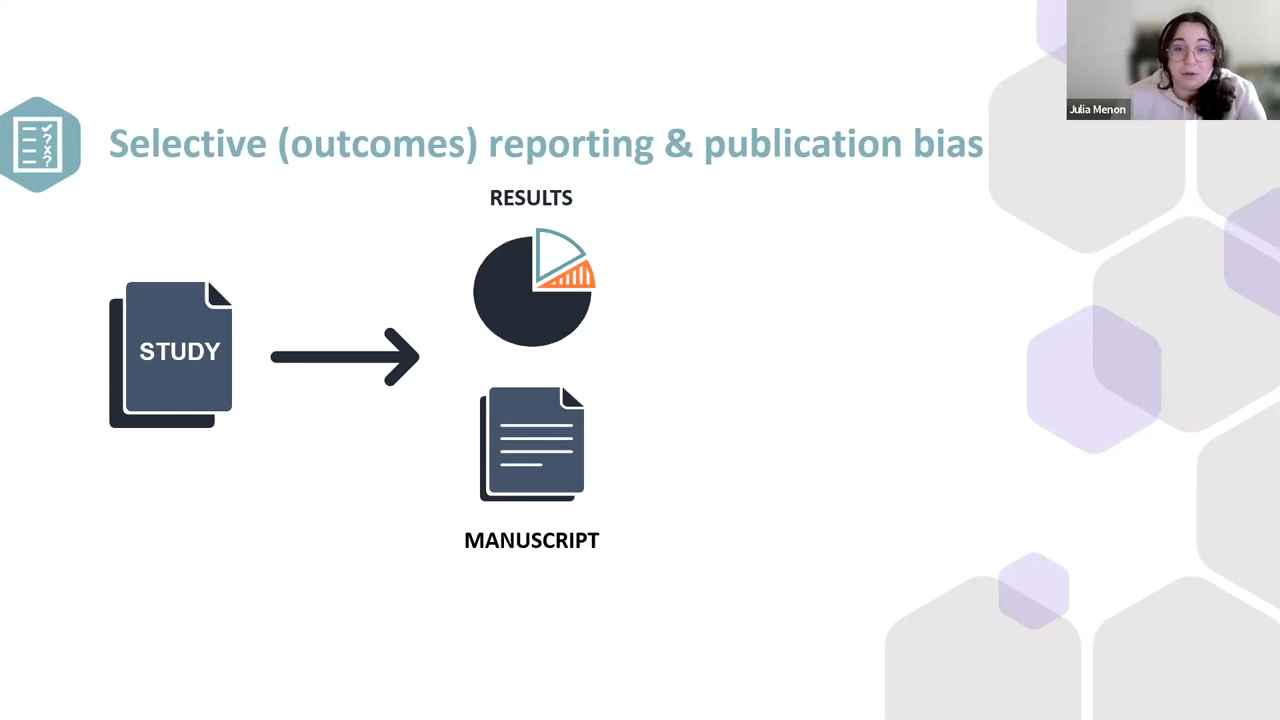 Julia Menon
Selective (outcomes) reporting & publication bias
RESULTS
STUDY
MANUSCRIPT